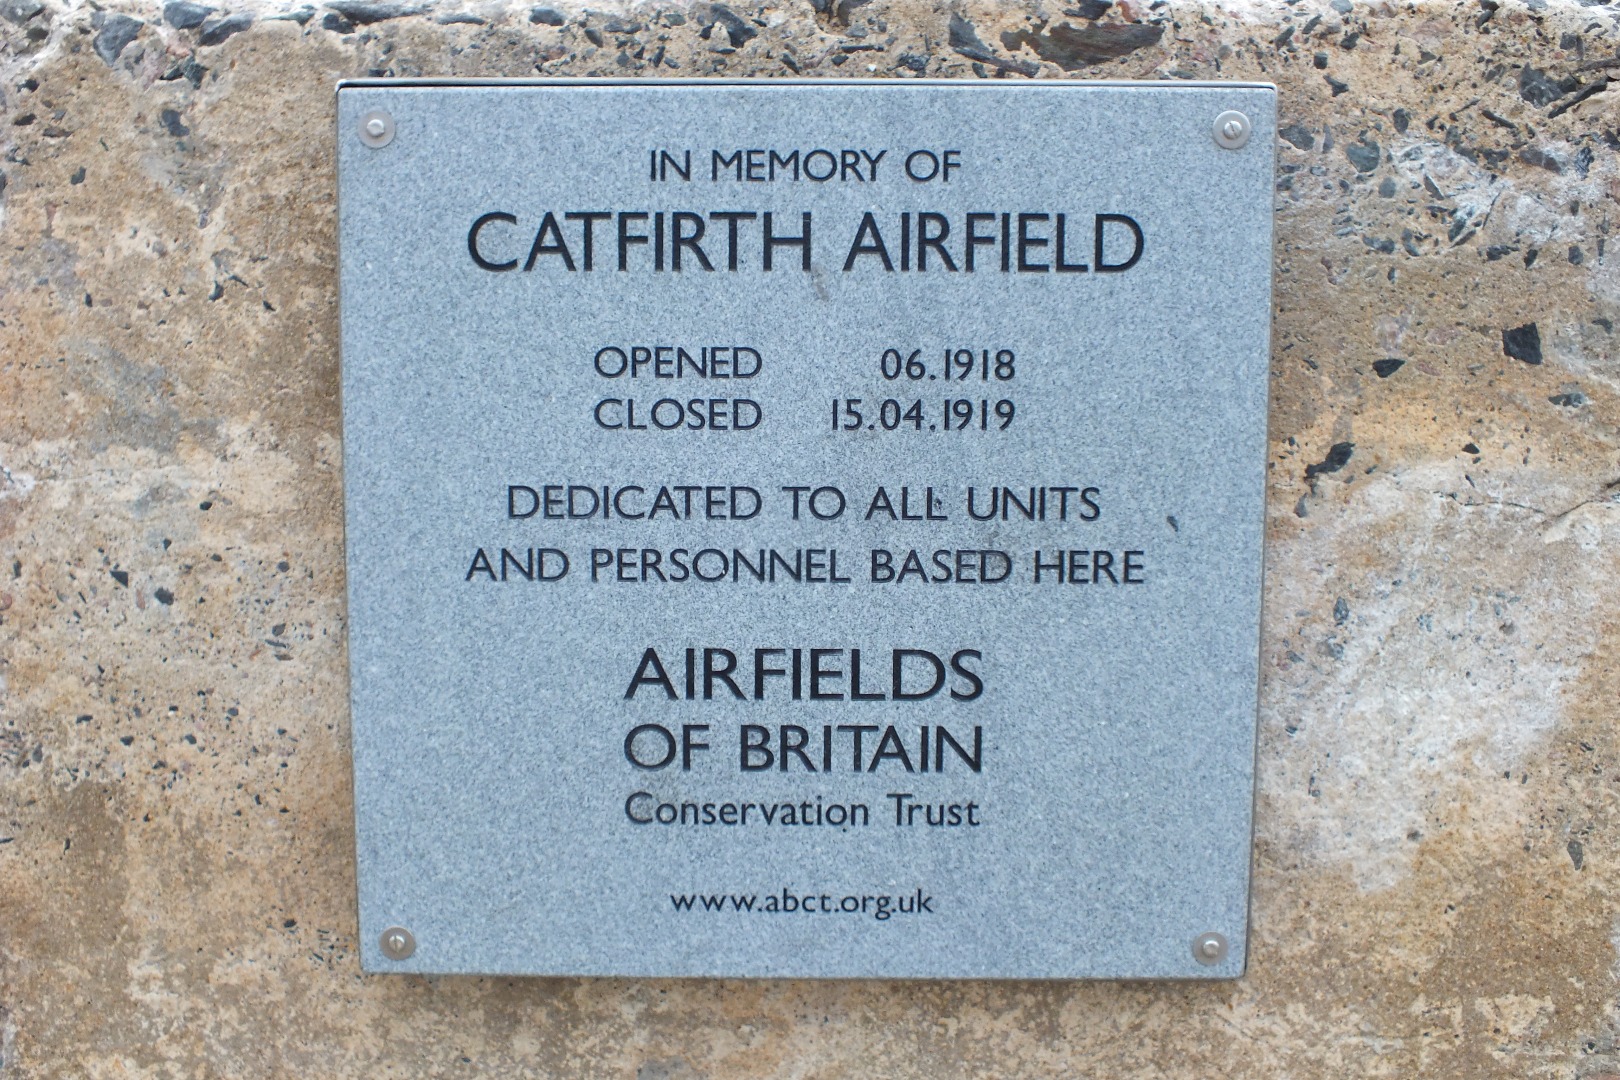 IN MEMORY OF
CATFIRTH AIRFIELD
OPENED 06.1918
CLOSED 15.04.1919
DEDICATED TO ALL UNITS
AND PERSONNEL BASED HERE
AIRFIELDS
OF BRITAIN
Conservation Trust
www.abct.org.uk